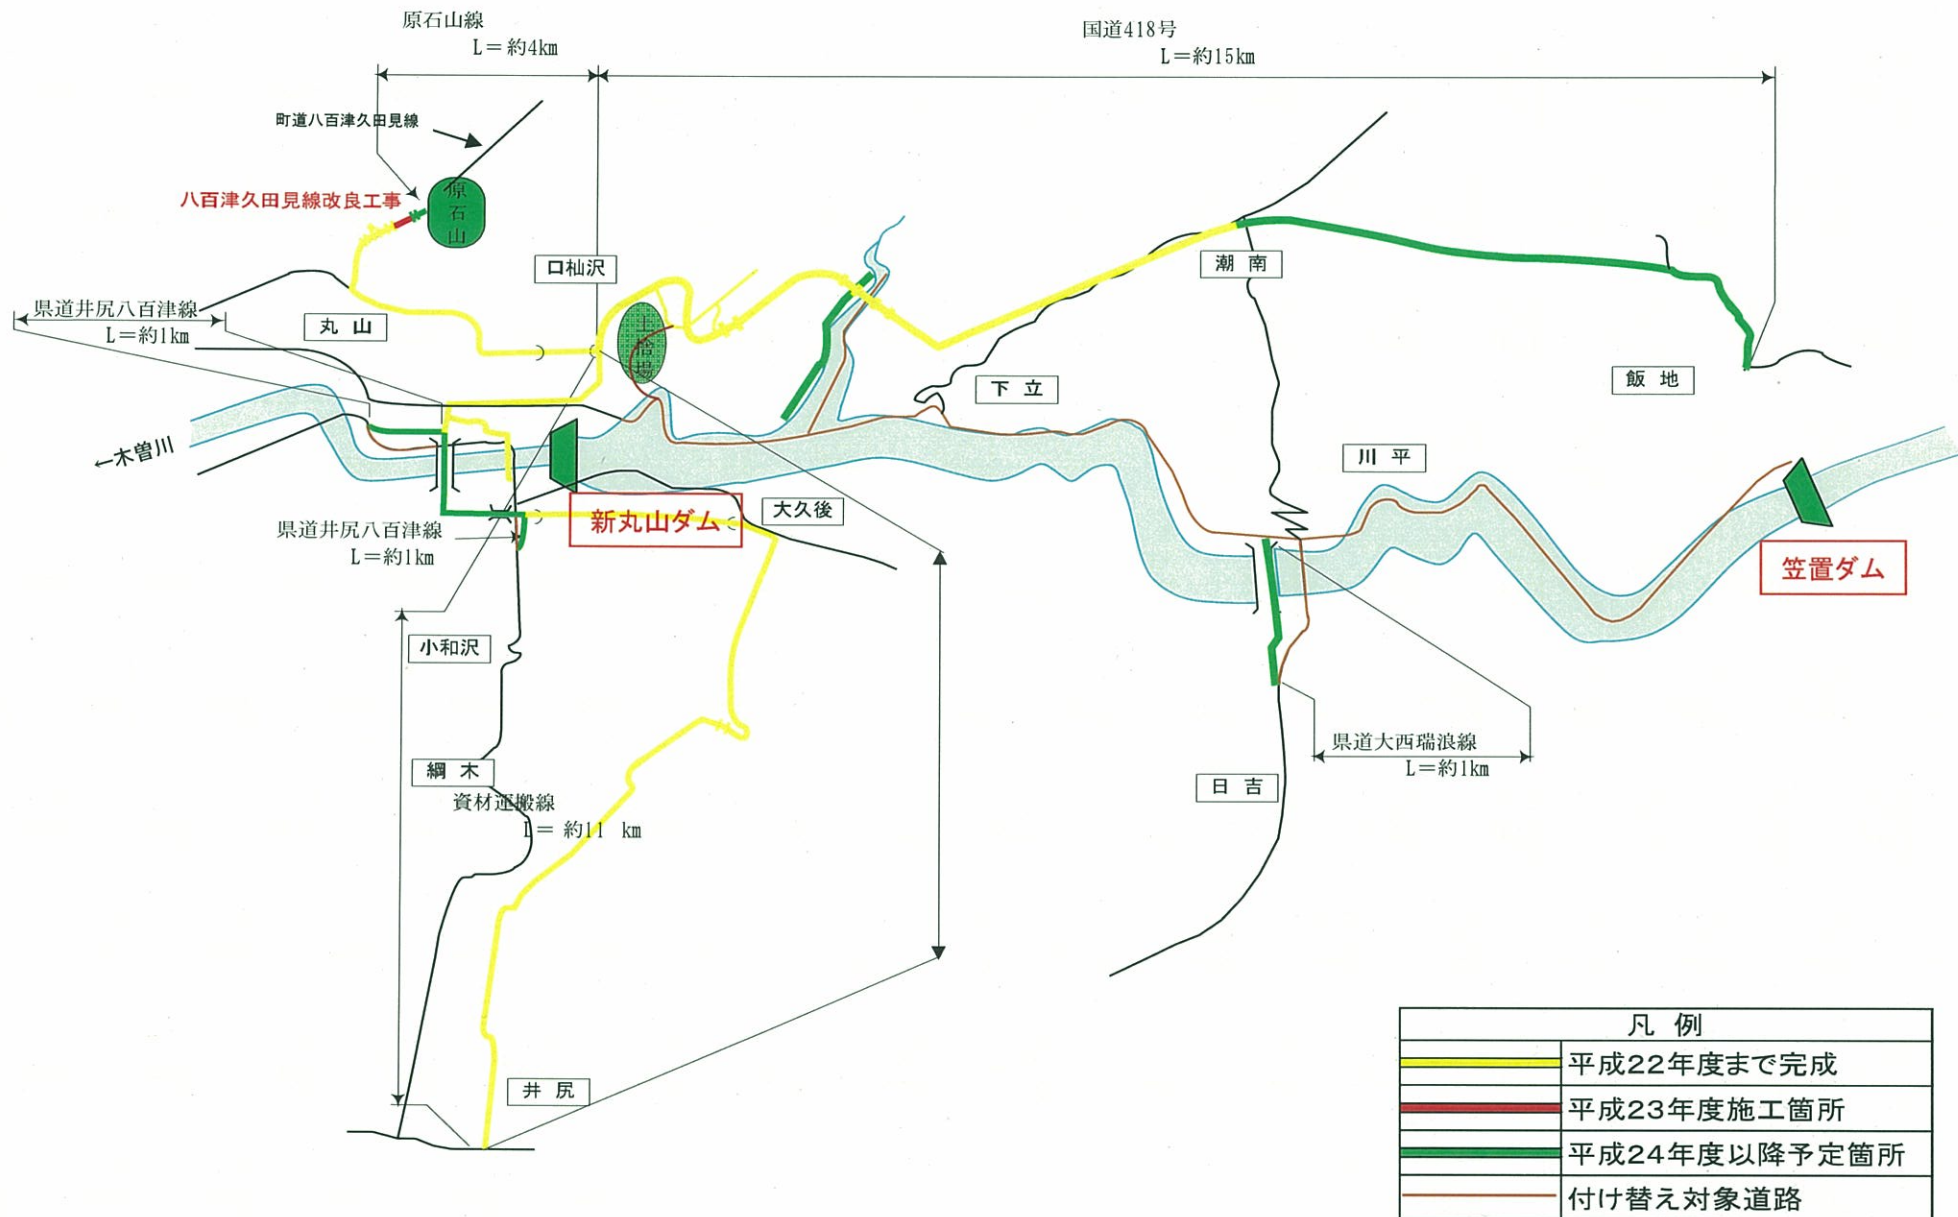 原石山線
L=約4km
国道418号
L=約15km
町道八百津久田見線
八百津久田見線改良工事
原石山
口杣沢
潮 南
県道井尻八百津線
L=約1km
丸 山
飯 地
下 立
←木曽川
川 平
新丸山ダム
大久後
県道井尻八百津線
L=約1km
笠置ダム
小和沢
県道大西瑞浪線
L=約1km
綱 木
日 吉
資材運搬線
L= 約11 km
井 尻
凡 例
平成22年度まで完成
平成23年度施工箇所
平成24年度以降予定箇所
付け替え対象道路